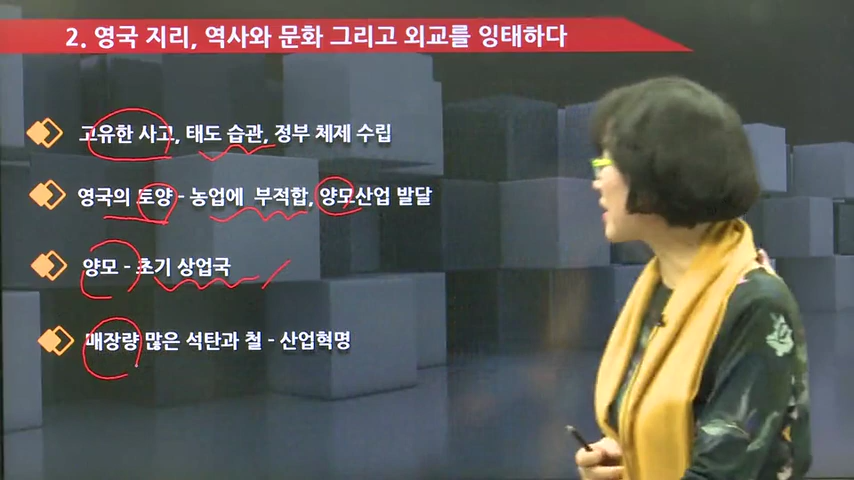 2. 영국 지리, 역사와 문화 그리고 외교를 잉태하다
고유한 사고, 태도 습관, 정부 체제 수립
영국의 토양 - 농업에 부적합, 양모산업 발달
양모 - 초기 상업국
매장량 많은 석탄과 철 - 산업혁명